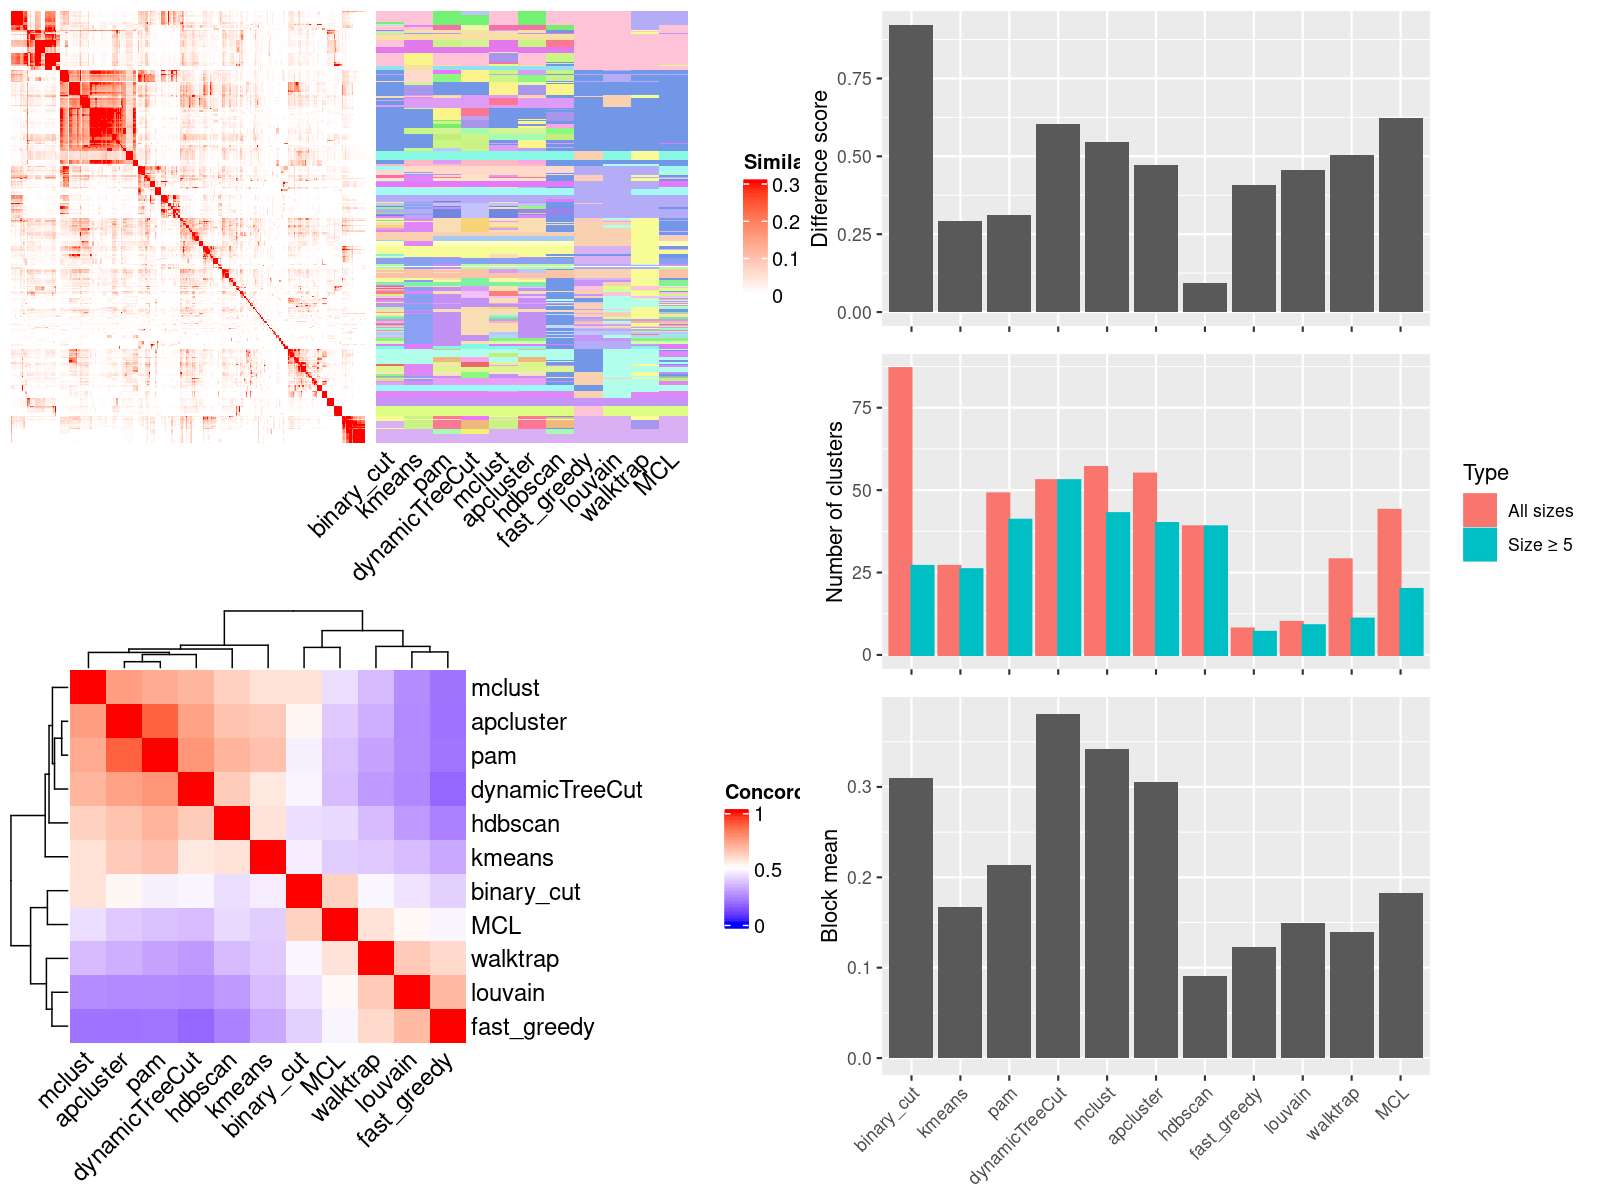 Simila
0.3
0.2
0.1
0
binary_cut
kmeans
pam
dynamicTreeCut
mclust
apcluster
hdbscan
fast_greedy
louvain
walktrap
MCL
Difference score
0.75
0.50
0.25
0.00
Number of clusters
75
50
25
0
Type
All sizes
Size ≥ 5
Block mean
0.3
0.2
0.1
0.0
binary_cut
kmeans
pam
dynamicTreeCut
mclust
apcluster
hdbscan
fast_greedy
louvain
walktrap
MCL
mclust
apcluster
pam
dynamicTreeCut
hdbscan
kmeans
binary_cut
MCL
walktrap
louvain
fast_greedy
Concord
1
0.5
0
mclust
apcluster
pam
dynamicTreeCut
hdbscan
kmeans
binary_cut
MCL
walktrap
louvain
fast_greedy